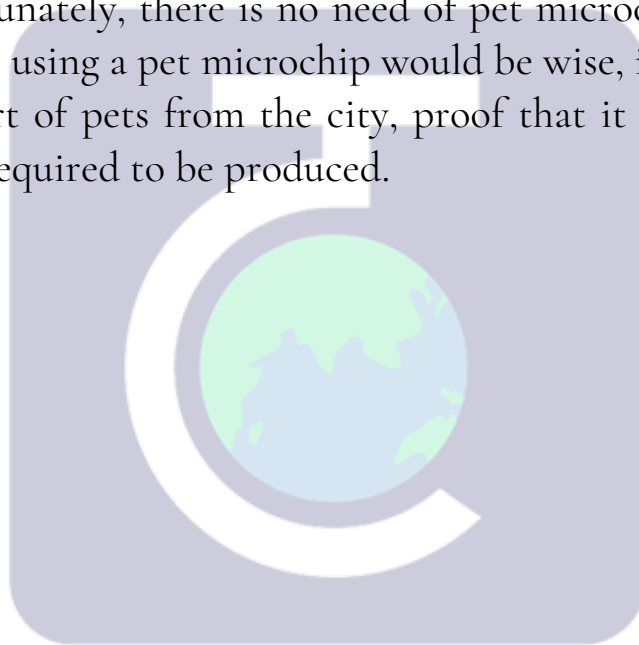 there is no need of pet
using a pet microchip would be wise,
of pets from the city, proof that it
required to be produced.